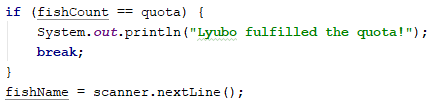 if (fishCount == quota) {
    System.out.println("Lyubo fulfilled the quota!");
    break;
}
fishName = scanner.nextLine();